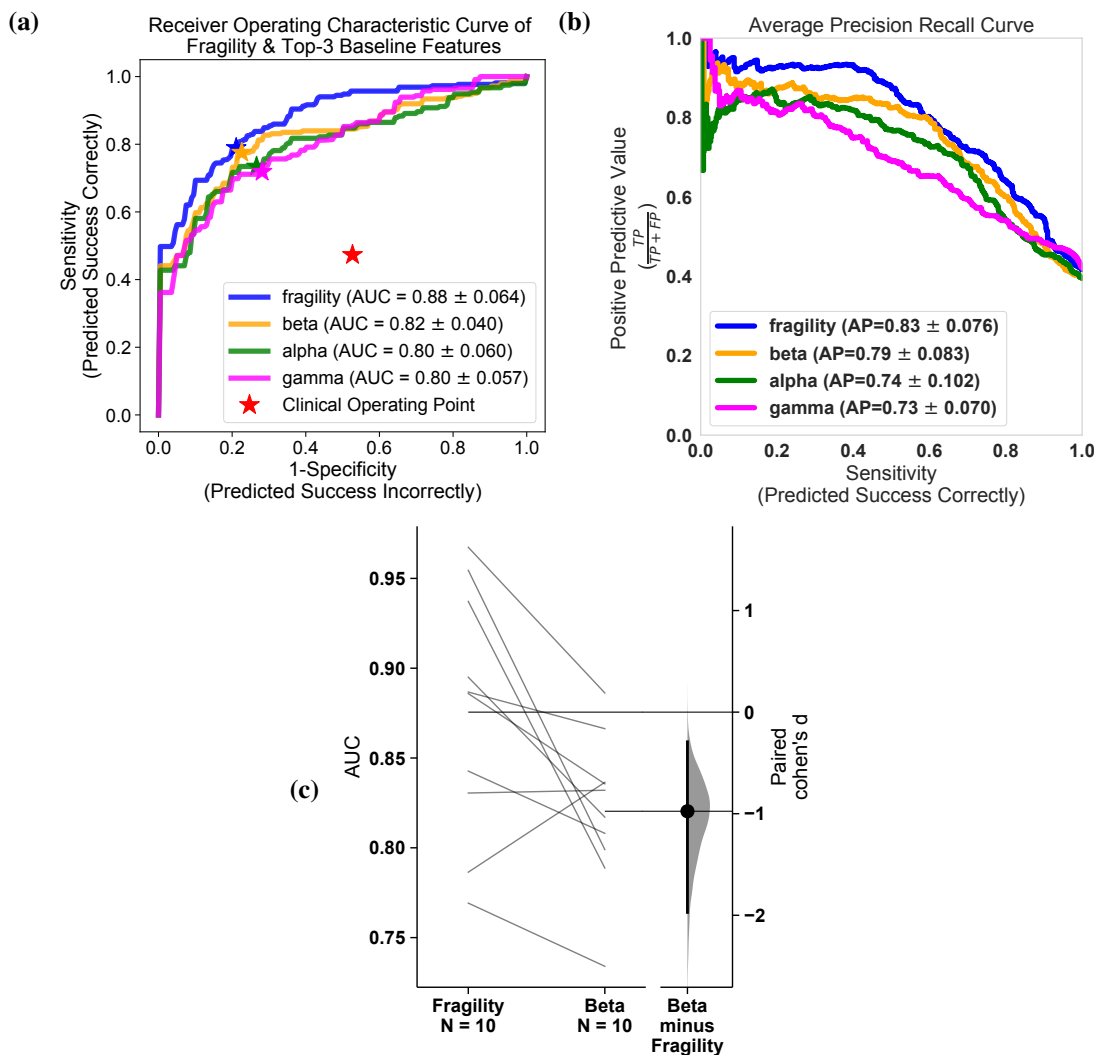 (a)
Receiver Operating Characteristic Curve of
Fragility & Top-3 Baseline Features
1.0
0.8
0.6
0.4
0.2
0.0
Sensitivity
(Predicted Success Correctly)
fragility (AUC = 0.88 ± 0.064)
beta (AUC = 0.82 ± 0.040)
alpha (AUC = 0.80 ± 0.060)
gamma (AUC = 0.80 ± 0.057)
Clinical Operating Point
0.0 0.2 0.4 0.6 0.8 1.0
1-Specificity
(Predicted Success Incorrectly)
(b)
Average Precision Recall Curve
1.0
0.8
0.6
0.4
0.2
0.0
Positive Predictive Value
(TP / TP + FP)
fragility (AP=0.83 ± 0.076)
beta (AP=0.79 ± 0.083)
alpha (AP=0.74 ± 0.102)
gamma (AP=0.73 ± 0.070)
0.0 0.2 0.4 0.6 0.8 1.0
Sensitivity
(Predicted Success Correctly)
(c)
AUC
0.95
0.90
0.85
0.80
0.75
1
0
−1
−2
Paired
cohen's d
Fragility
N = 10
Beta
N = 10
Beta
minus
Fragility